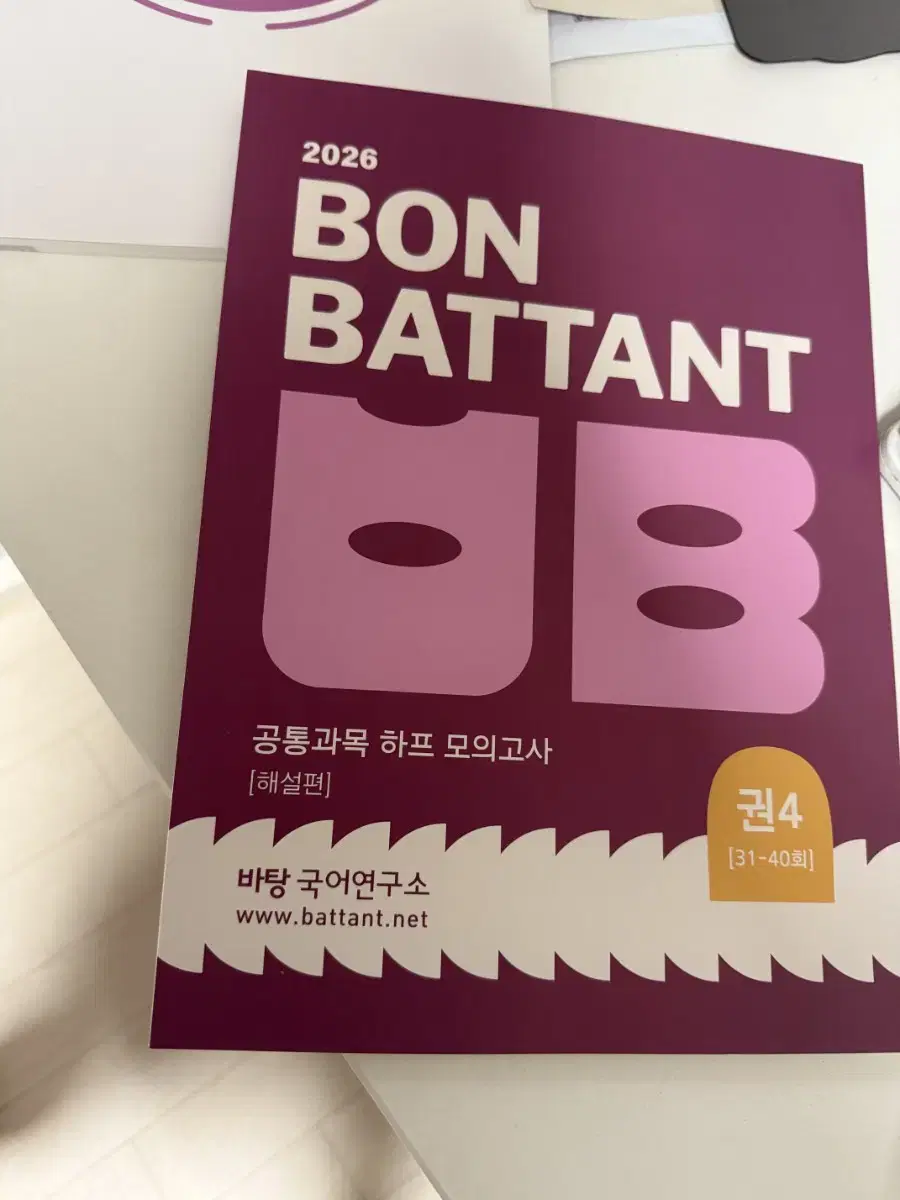 2026
BON
BATTANT
공통과목 하프 모의고사
[해설편]
권4
[31-40회]
바탕 국어연구소
www.battant.net